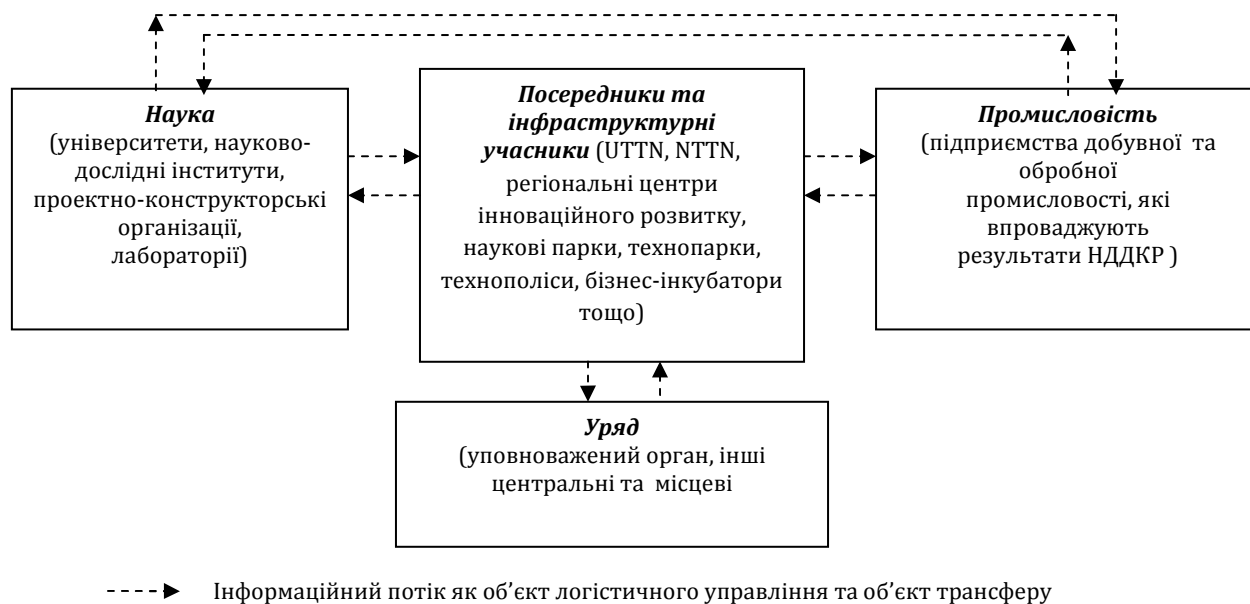 Наука
(університети, науково-
дослідні інститути,
проектно-конструкторські
організації,
лабораторії)
Посередники та
інфраструктурні
учасники (UTTN, NTTN,
регіональні центри
інноваційного розвитку,
наукові парки, технопарки,
технополіси, бізнес-інкубатори
тощо)
Промисловість
(підприємства добувної та
обробної
промисловості, які
впроваджують
результати НДДКР )
Уряд
(уповноважений орган, інші
центральні та місцеві
Інформаційний потік як об’єкт логістичного управління та об’єкт трансферу